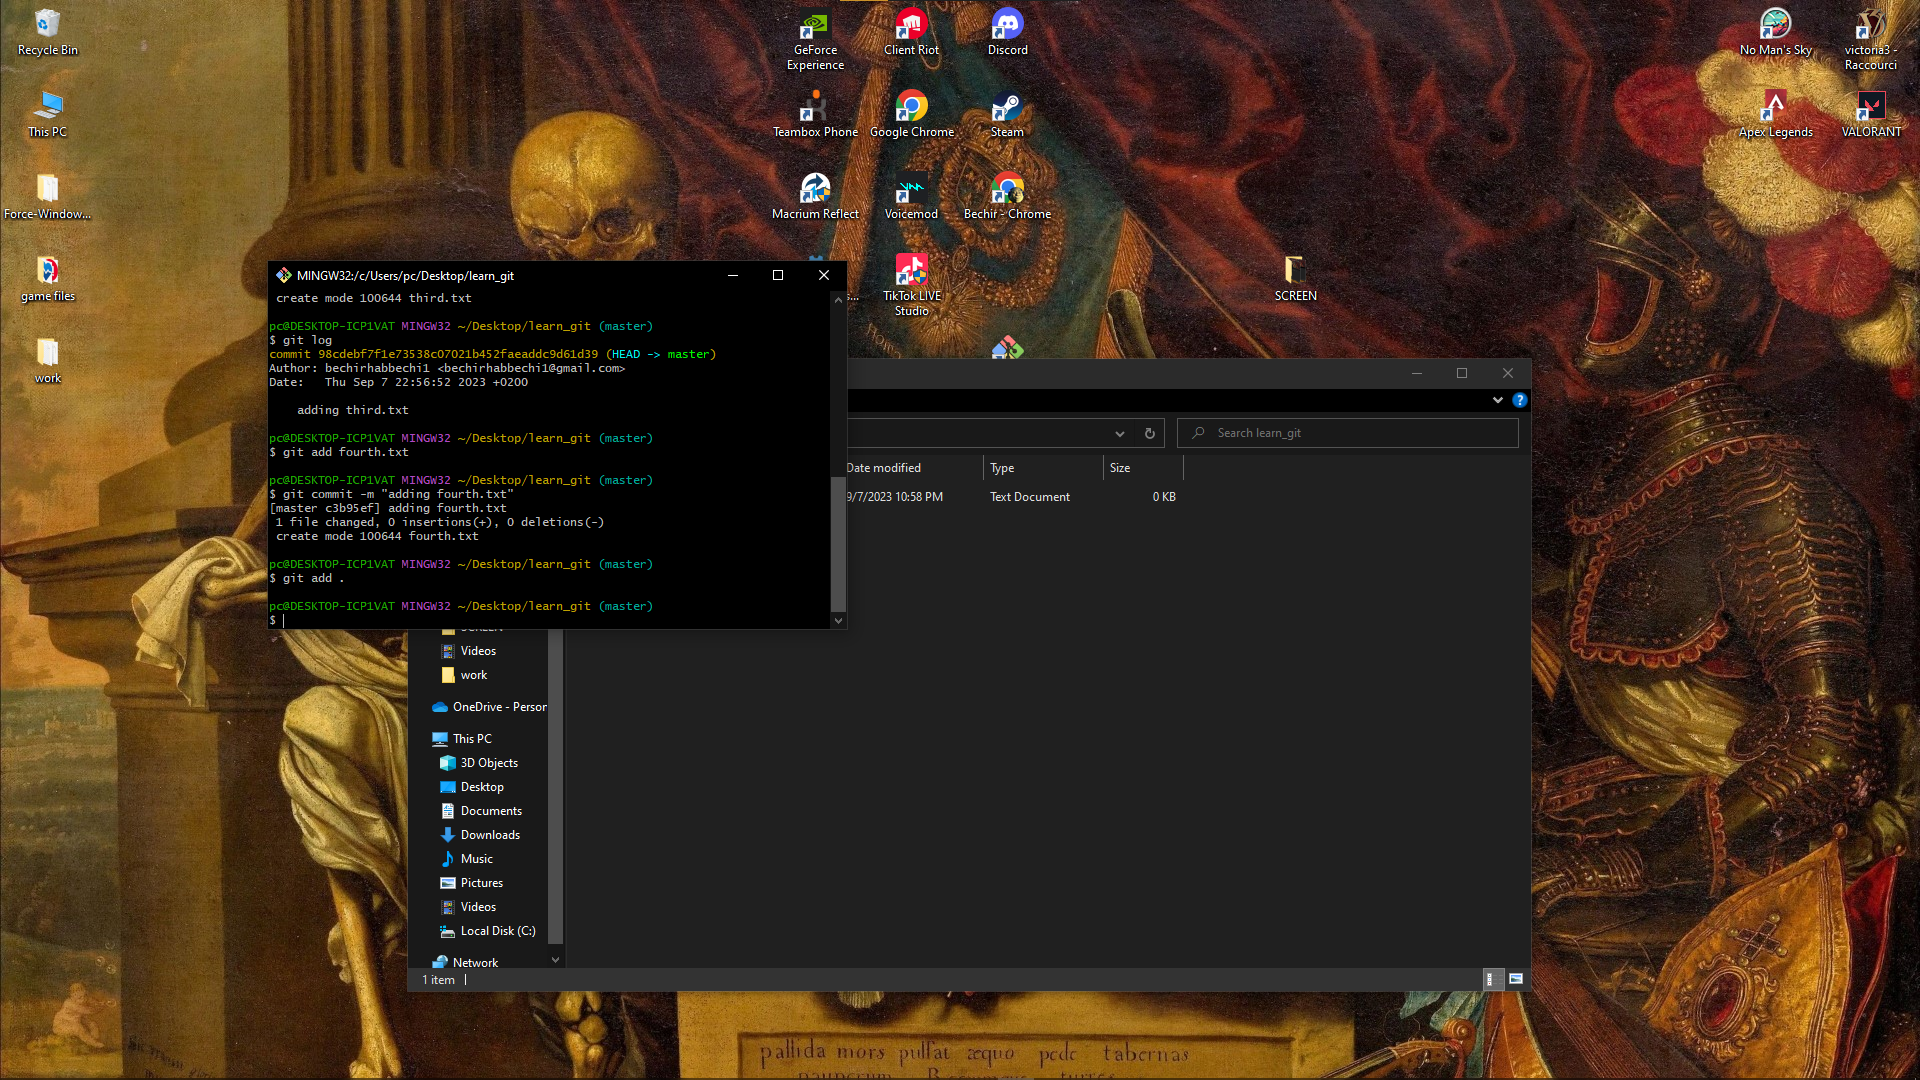 Recycle Bin
This PC
Force-Window...
game files
work
GeForce
Experience
Client Riot
Discord
Teambox Phone
Google Chrome
Steam
Macrium Reflect
Voicemod
Bechir - Chrome
s...
TikTok LIVE
Studio
SCREEN
No Man's Sky
victoria3 -
Raccourci
Apex Legends
VALORANT
MINGW32:/c/Users/pc/Desktop/learn_git
create mode 100644 third.txt
pc@DESKTOP-ICP1VAT MINGW32 ~/Desktop/learn_git (master)
$ git log
commit 98cdebf7f1e73538c07021b452faeaddc9d61d39 (HEAD -> master)
Author: bechirhabbechi1 <bechirhabbechi1@gmail.com>
Date:   Thu Sep 7 22:56:52 2023 +0200
adding third.txt
pc@DESKTOP-ICP1VAT MINGW32 ~/Desktop/learn_git (master)
$ git add fourth.txt
pc@DESKTOP-ICP1VAT MINGW32 ~/Desktop/learn_git (master)
$ git commit -m "adding fourth.txt"
[master c3b95ef] adding fourth.txt
1 file changed, 0 insertions(+), 0 deletions(-)
create mode 100644 fourth.txt
pc@DESKTOP-ICP1VAT MINGW32 ~/Desktop/learn_git (master)
$ git add .
pc@DESKTOP-ICP1VAT MINGW32 ~/Desktop/learn_git (master)
$
Search learn_git
Date modified
Type
Size
9/7/2023 10:58 PM
Text Document
0 KB
SCREEN
Videos
work
OneDrive - Person
This PC
3D Objects
Desktop
Documents
Downloads
Music
Pictures
Videos
Local Disk (C:)
Network
1 item
pallida mors pulsat æquo pede tabernas